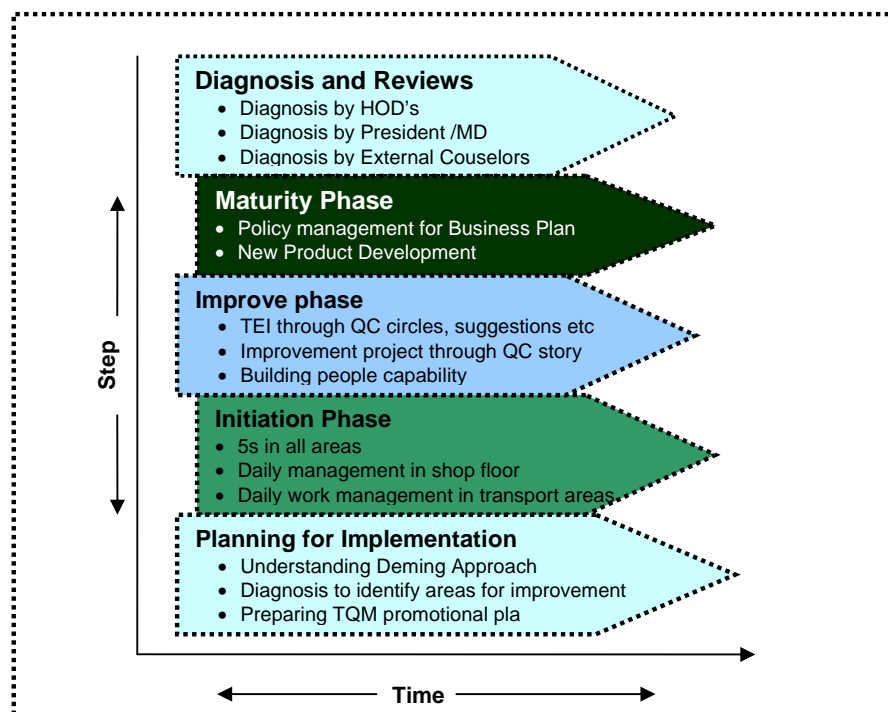 Diagnosis and Reviews
• Diagnosis by HOD's
• Diagnosis by President /MD
• Diagnosis by External Couselors
Maturity Phase
• Policy management for Business Plan
• New Product Development
Improve phase
• TEI through QC circles, suggestions etc
• Improvement project through QC story
• Building people capability
Initiation Phase
• 5s in all areas
• Daily management in shop floor
• Daily work management in transport areas
Planning for Implementation
• Understanding Deming Approach
• Diagnosis to identify areas for improvement
• Preparing TQM promotional pla
Step
Time